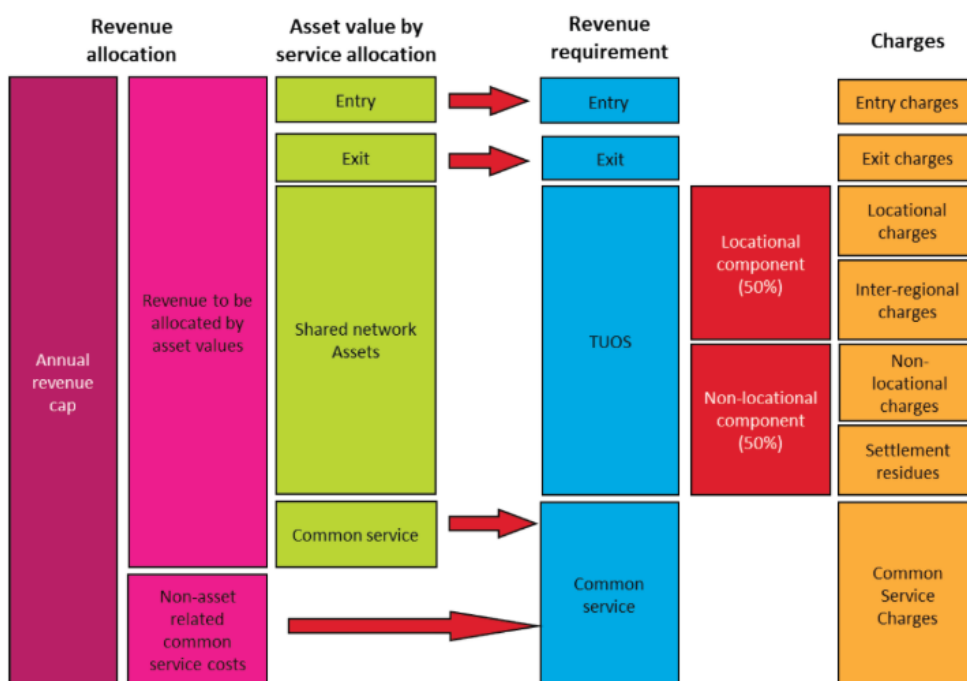 Revenue
allocation
Asset value by
service allocation
Revenue
requirement
Charges
Annual
revenue
cap
Revenue to be
allocated by
asset values
Non-asset
related
common
service costs
Entry
Exit
Shared network
Assets
Common service
Entry
Exit
TUOS
Common
service
Locational
component
(50%)
Non-locational
component
(50%)
Entry charges
Exit charges
Locational
charges
Inter-regional
charges
Non-
locational
charges
Settlement
residues
Common
Service
Charges